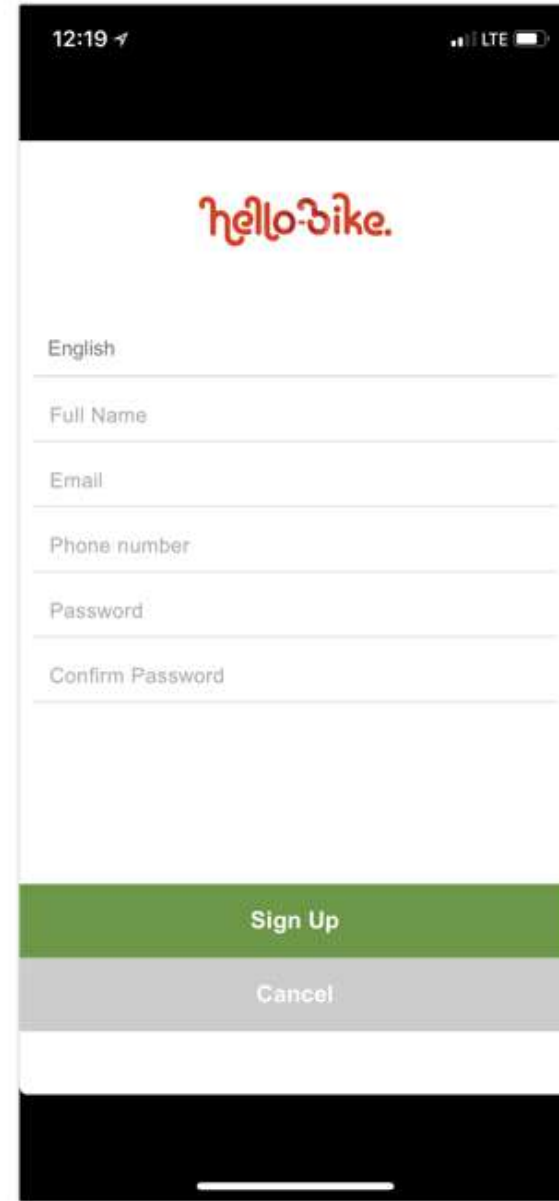 12:19
LTE
hello-bike.
English
Full Name
Email
Phone number
Password
Confirm Password
Sign Up
Cancel